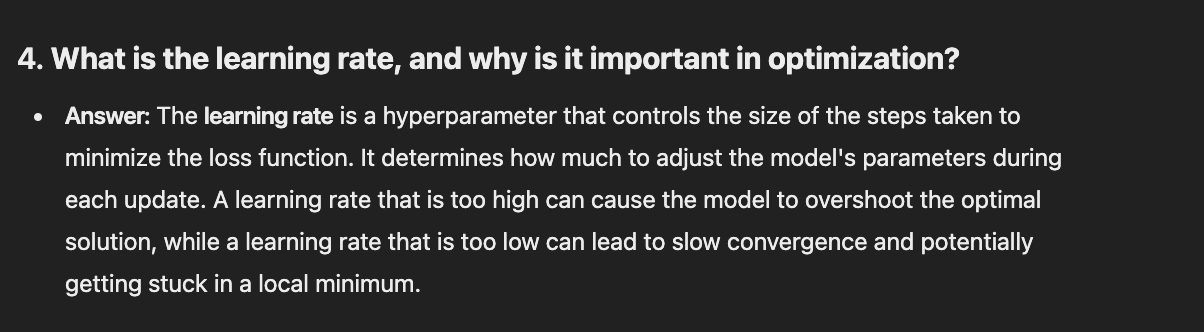 4. What is the learning rate, and why is it important in optimization?
• Answer: The learning rate is a hyperparameter that controls the size of the steps taken to
minimize the loss function. It determines how much to adjust the model's parameters during
each update. A learning rate that is too high can cause the model to overshoot the optimal
solution, while a learning rate that is too low can lead to slow convergence and potentially
getting stuck in a local minimum.